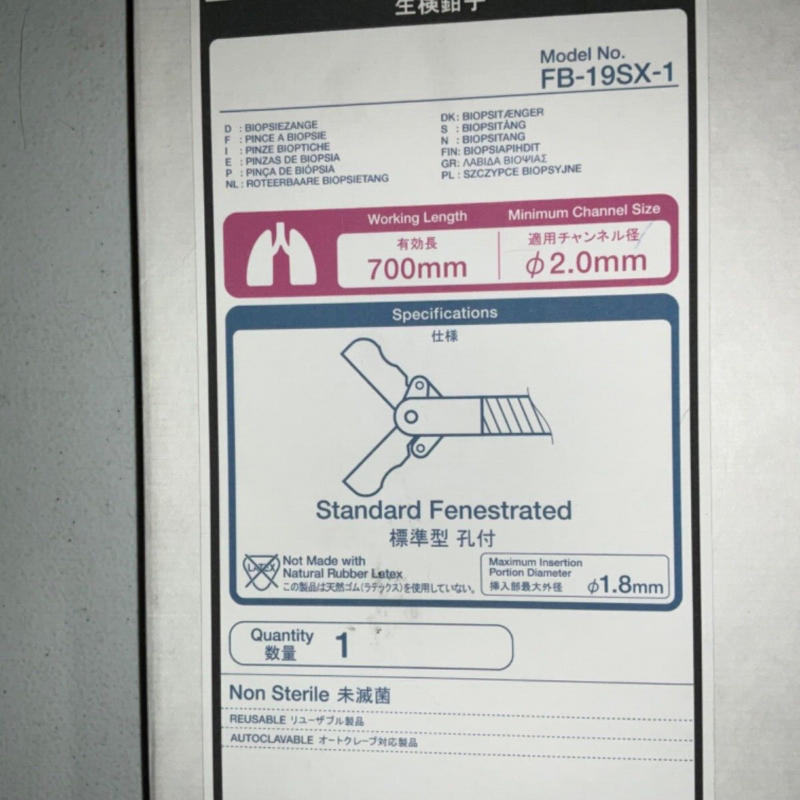 生検鉗子
Model No.
FB-19SX-1
D : BIOPSIEZANGE
F : PINCE A BIOPSIE
I : PINZE BIOPTICHE
E : PINZAS DE BIOPSIA
P : PINÇA DE BIÓPSIA
NL : ROTEERBAARE BIOPSIETANG
DK: BIOPSITÆNGER
S : BIOPSITÅNG
N : BIOPSITANG
FIN: BIOPSIAPIHDIT
GR: ΛΑΒΙΔΑ ΒΙΟΨΙΑΣ
PL : SZCZYPCE BIOPSYJNE
Working Length
有効長
700mm
Minimum Channel Size
適用チャンネル径
φ2.0mm
Specifications
仕様
Standard Fenestrated
標準型 孔付
LATEX
Not Made with
Natural Rubber Latex
この製品は天然ゴム(ラテックス)を使用していない。
Maximum Insertion
Portion Diameter
挿入部最大外径 φ1.8mm
Quantity
数量 1
Non Sterile 未滅菌
REUSABLE リユーザブル製品
AUTOCLAVABLE オートクレーブ対応製品